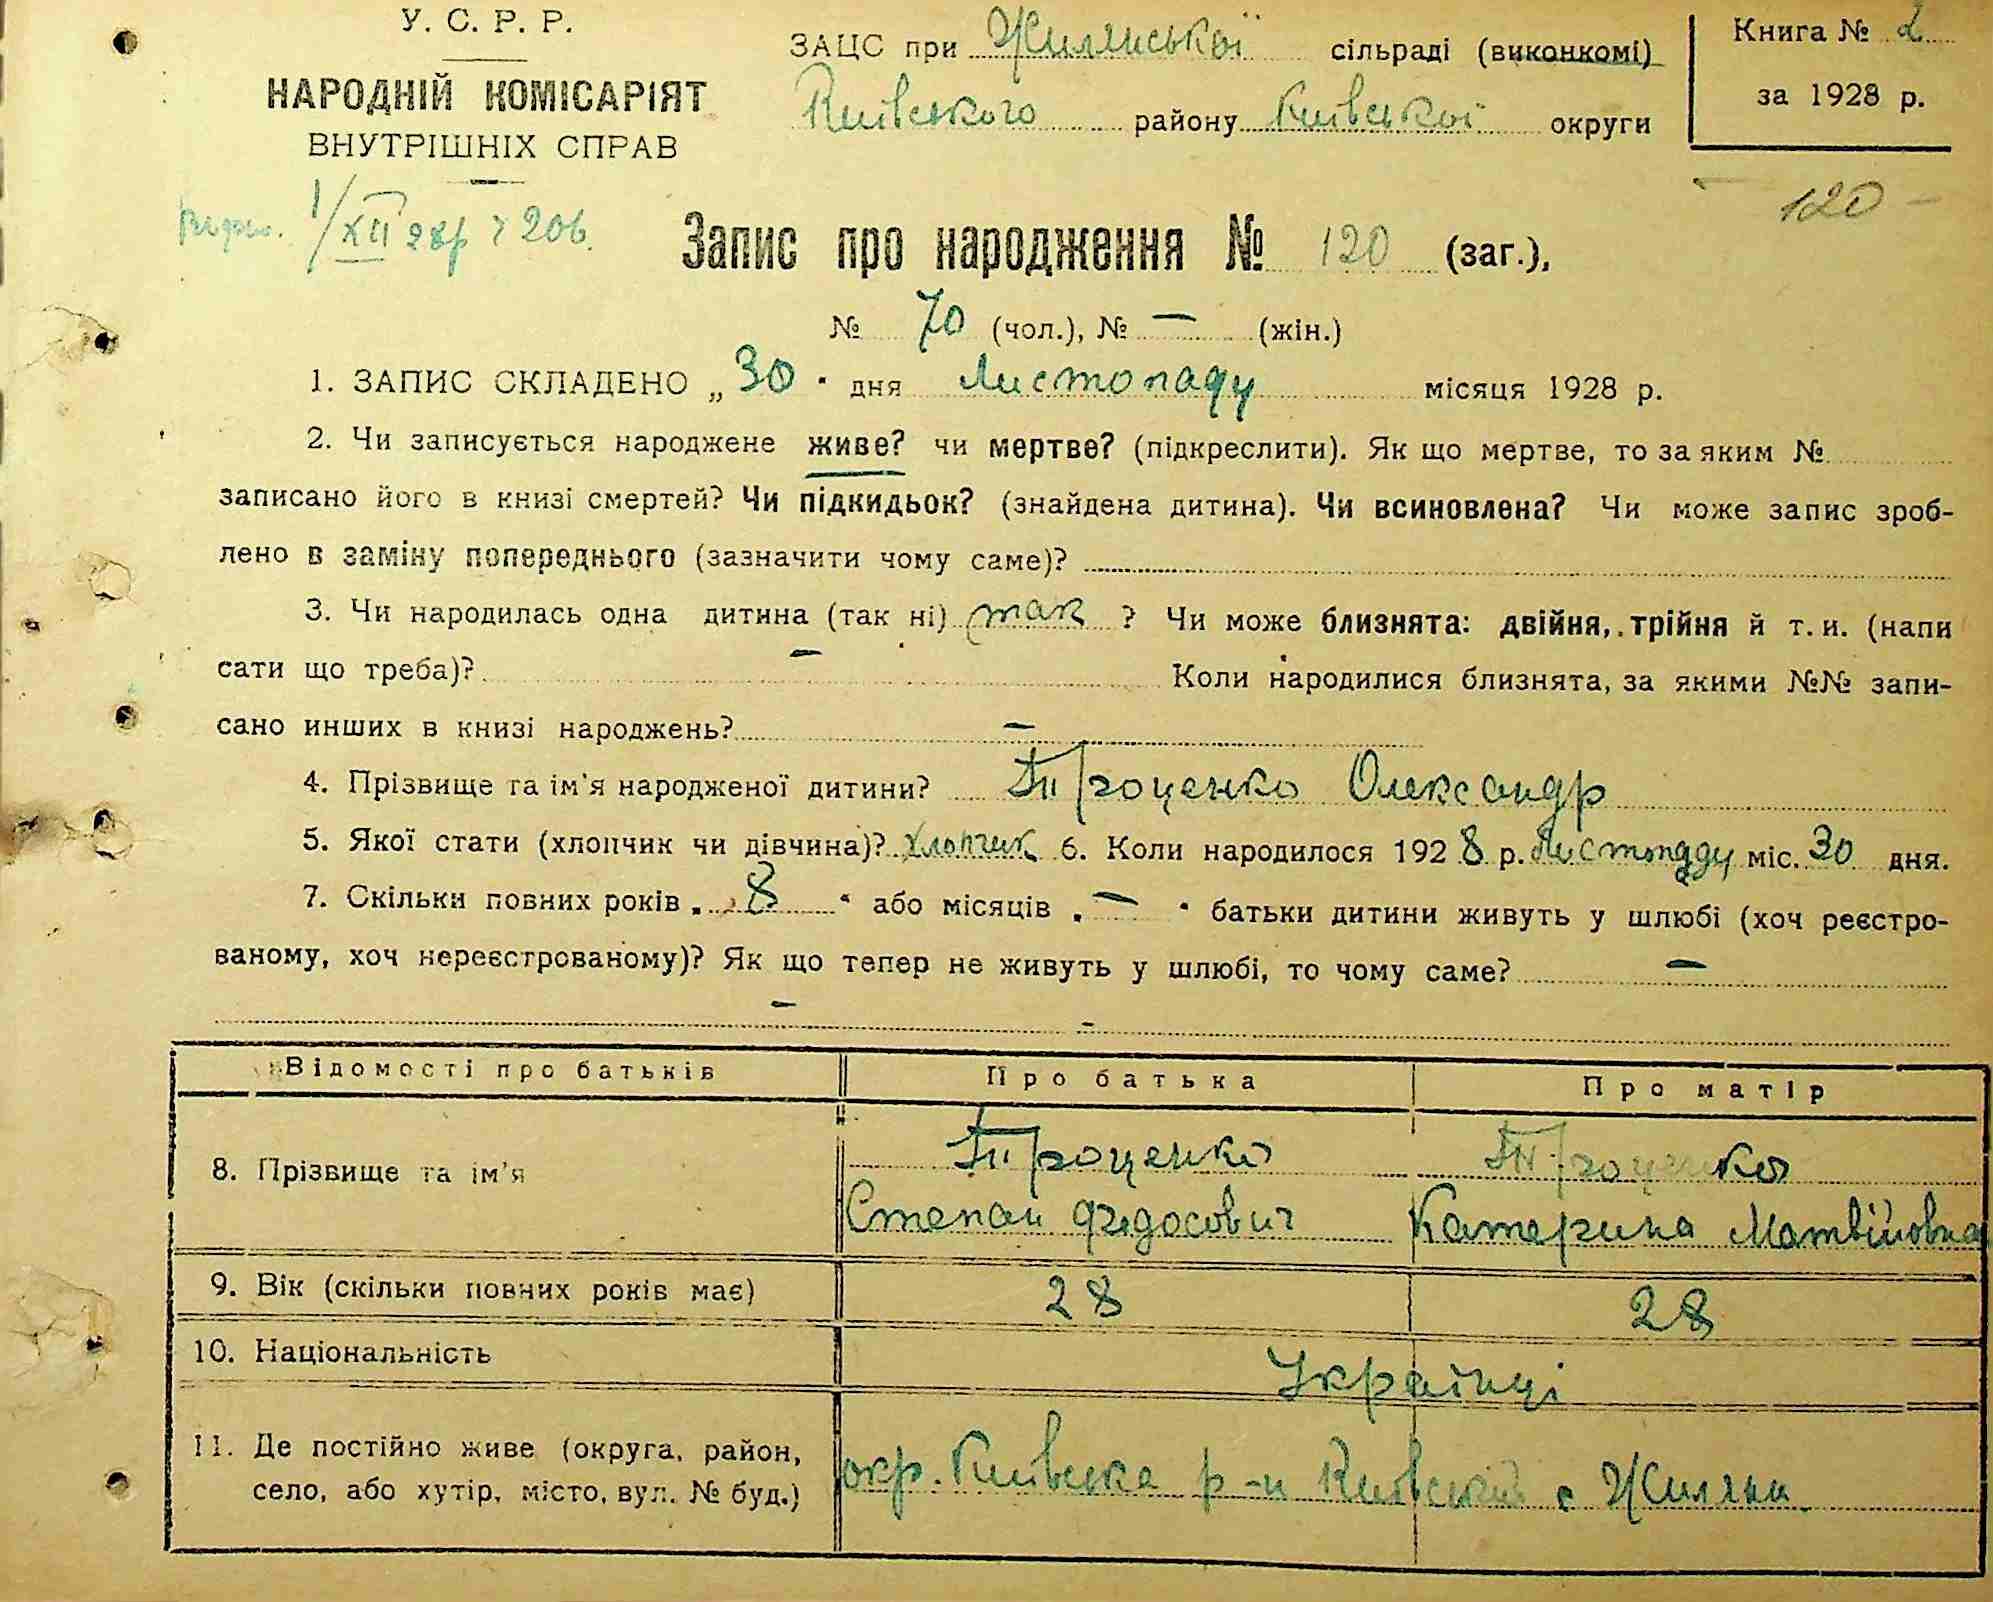 У. С. Р. Р.
НАРОДНІЙ КОМІСАРІЯТ
ВНУТРІШНІХ СПРАВ
ЗАЦС при Жилянської сільраді (виконкомі)
Київського району Київської округи
Книга № 2
за 1928 р.
1/XII 28р 206.
120 -
Запис про народження № 120 (заг.),
№ 70 (чол.), № — (жін.)
1. ЗАПИС СКЛАДЕНО „30" дня Листопаду місяця 1928 р.
2. Чи записується народжене живе? чи мертве? (підкреслити). Як що мертве, то за яким №
записано його в книзі смертей? Чи підкидьок? (знайдена дитина). Чи всиновлена? Чи може запис зроб-
лено в заміну попереднього (зазначити чому саме)?
3. Чи народилась одна дитина (так ні) так ? Чи може близнята: двійня, трійня й т. и. (напи
сати що треба)? — Коли народилися близнята, за якими №№ запи-
сано инших в книзі народжень? —
4. Прізвище та ім'я народженої дитини? Проценко Олександр
5. Якої стати (хлопчик чи дівчина)? Хлопчик 6. Коли народилося 1928 р. Листопаду міс. 30 дня.
7. Скільки повних років „8" або місяців „—" батьки дитини живуть у шлюбі (хоч реєстро-
ваному, хоч нереєстрованому)? Як що тепер не живуть у шлюбі, то чому саме? —
— -
Відомості про батьків Про батька Про матір
8. Прізвище та ім'я Проценко Проценко
Степан Федосович Катерина Матвійовна
9. Вік (скільки повних років має) 28 28
10. Національність Українці
11. Де постійно живе (округа, район,
село, або хутір, місто, вул. № буд.) окр. Київська р-н Київський с Жиляни